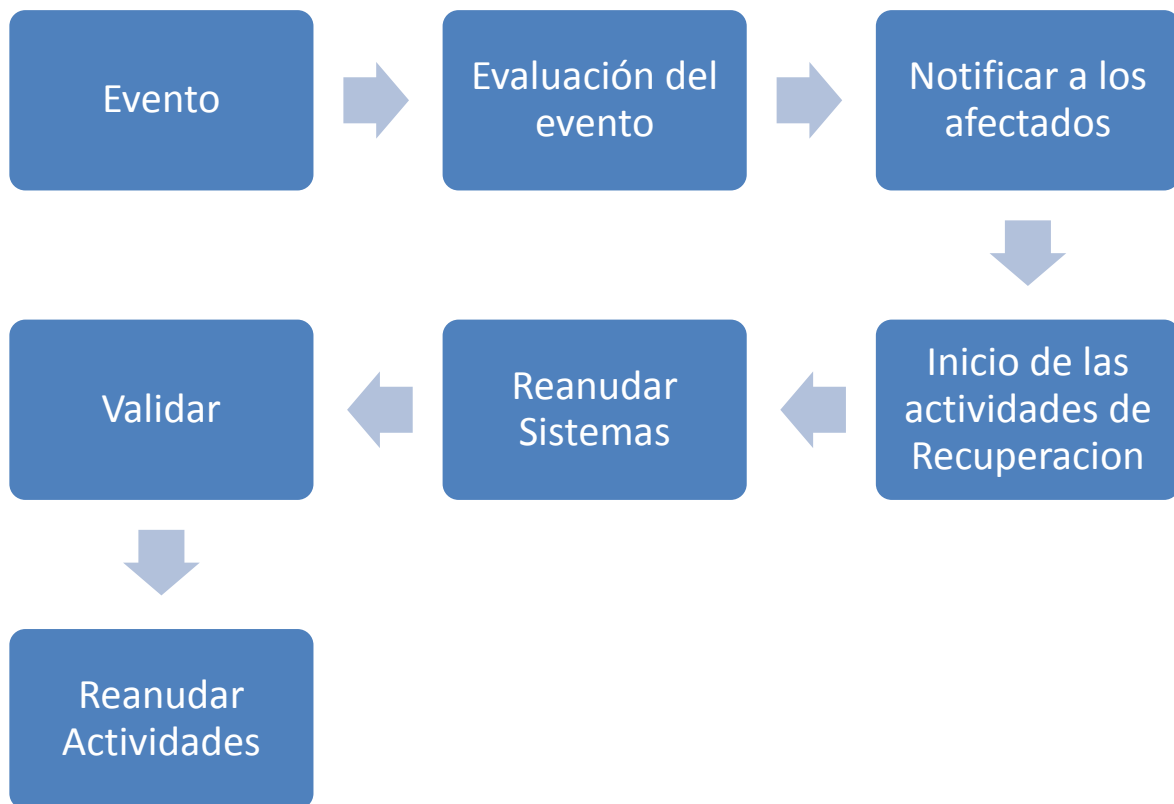 Evento
Evaluación del
evento
Notificar a los
afectados
Inicio de las
actividades de
Recuperacion
Reanudar
Sistemas
Validar
Reanudar
Actividades